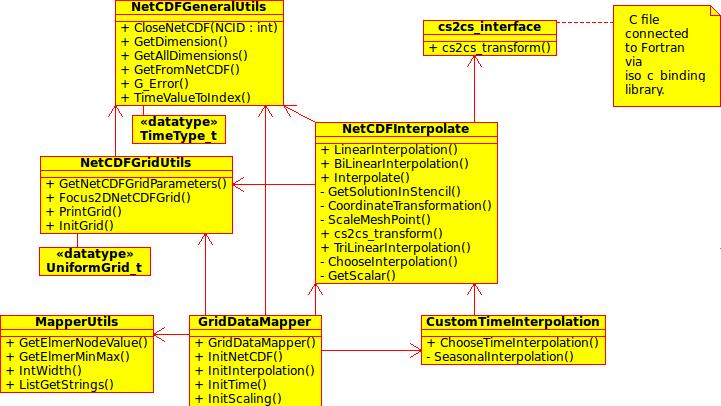 NetCDFGeneralUtils
+ CloseNetCDF(NCID : int)
+ GetDimension()
+ GetAllDimensions()
+ GetFromNetCDF()
+ G_Error()
+ TimeValueToIndex()
«datatype»
TimeType_t
cs2cs_interface
+ cs2cs_transform()
C file
connected
to Fortran
via
iso_c_binding
library.
NetCDFInterpolate
+ LinearInterpolation()
+ BiLinearInterpolation()
+ Interpolate()
- GetSolutionInStencil()
- CoordinateTransformation()
- ScaleMeshPoint()
+ cs2cs_transform()
+ TriLinearInterpolation()
- ChooseInterpolation()
- GetScalar()
NetCDFGridUtils
+ GetNetCDFGridParameters()
+ Focus2DNetCDFGrid()
+ PrintGrid()
+ InitGrid()
«datatype»
UniformGrid_t
MapperUtils
+ GetElmerNodeValue()
+ GetElmerMinMax()
+ IntWidth()
+ ListGetStrings()
GridDataMapper
+ GridDataMapper()
+ InitNetCDF()
+ InitInterpolation()
+ InitTime()
+ InitScaling()
CustomTimeInterpolation
+ ChooseTimeInterpolation()
- SeasonalInterpolation()